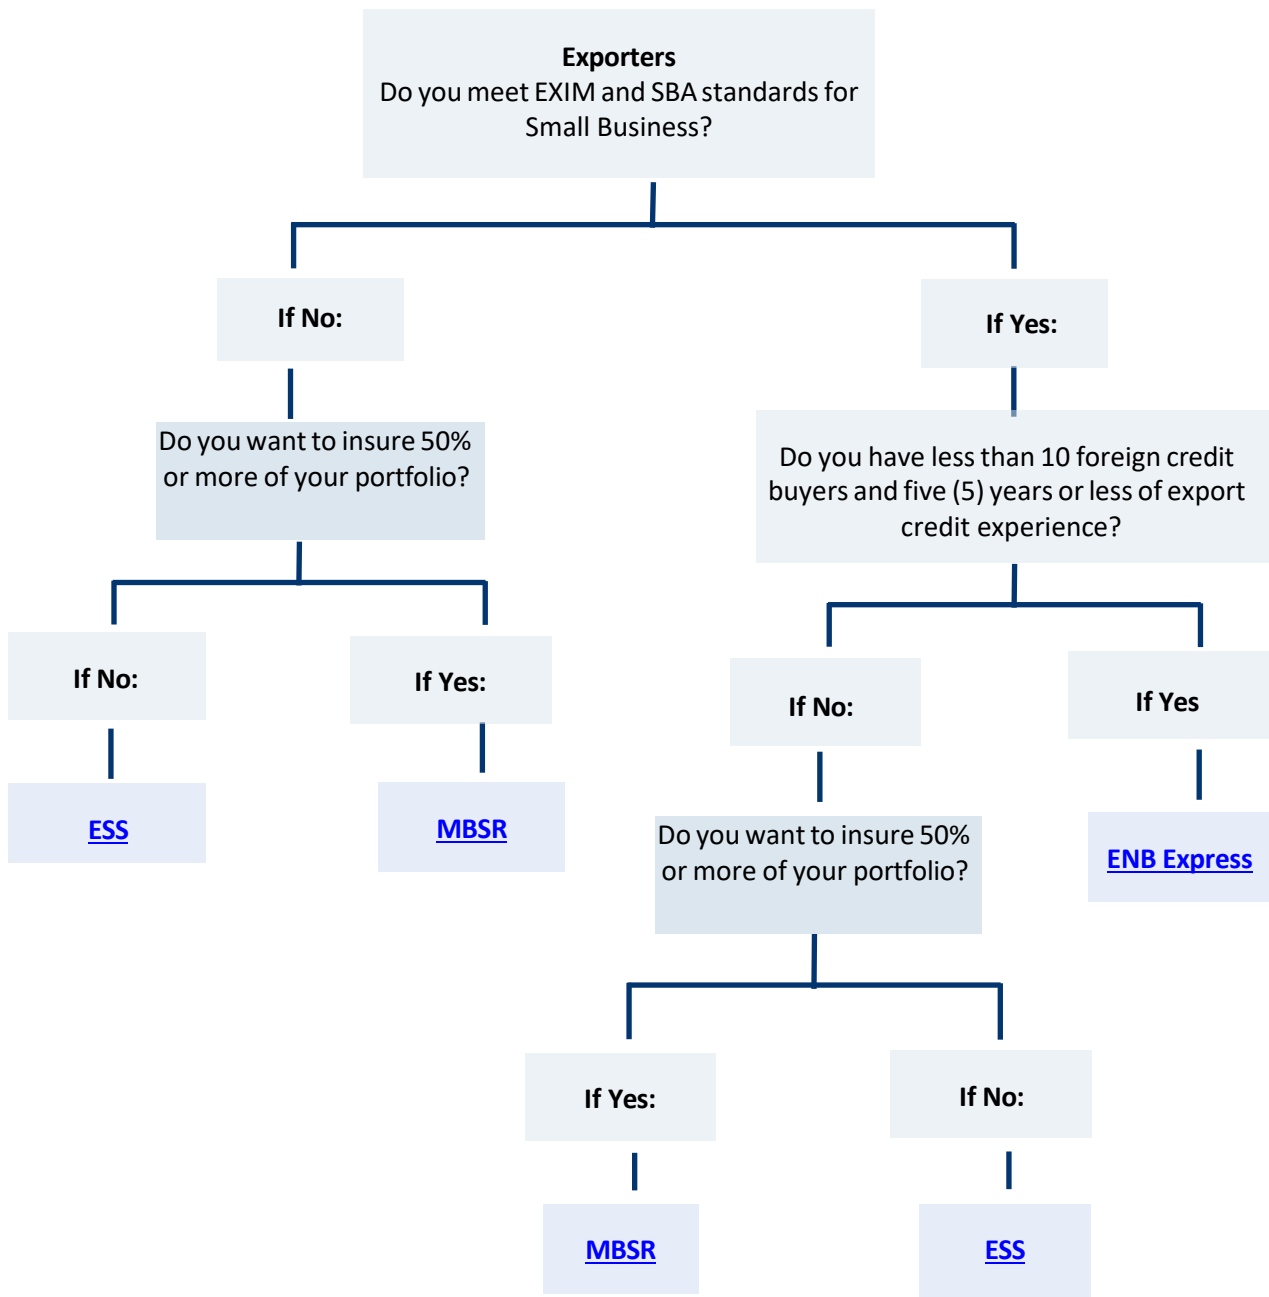 Exporters
Do you meet EXIM and SBA standards for
Small Business?
If No:
If Yes:
Do you want to insure 50%
or more of your portfolio?
Do you have less than 10 foreign credit
buyers and five (5) years or less of export
credit experience?
If No:
If Yes:
If No:
If Yes
ESS
MBSR
Do you want to insure 50%
or more of your portfolio?
ENB Express
If Yes:
If No:
MBSR
ESS